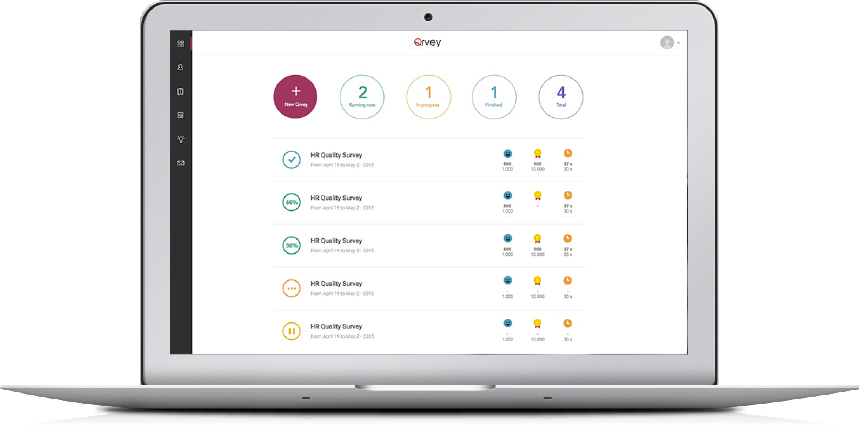 Qrvey
+
New Qrvey
2
Running now
1
In progress
1
Finished
4
Total
HR Quality Survey
From April 19 to May 2 - 2015
800
1.000
900
10.000
37 s
30 s
60%
HR Quality Survey
From April 19 to May 2 - 2015
800
1.000
-
37 s
30 s
30%
HR Quality Survey
From April 19 to May 2 - 2015
800
1.000
900
10.000
37 s
30 s
HR Quality Survey
From April 19 to May 2 - 2015
-
1.000
-
10.000
-
30 s
HR Quality Survey
From April 19 to May 2 - 2015
-
1.000
-
10.000
-
30 s